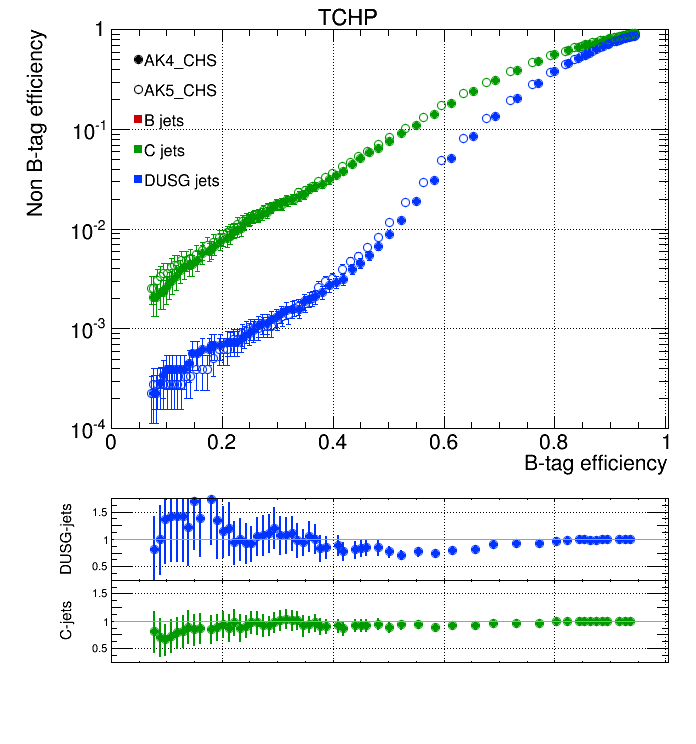 TCHP
Non B-tag efficiency
1
10^-1
10^-2
10^-3
10^-4
AK4_CHS
AK5_CHS
B jets
C jets
DUSG jets
0 0.2 0.4 0.6 0.8 1
B-tag efficiency
DUSG-jets
1.5
1
0.5
C-jets
1.5
1
0.5